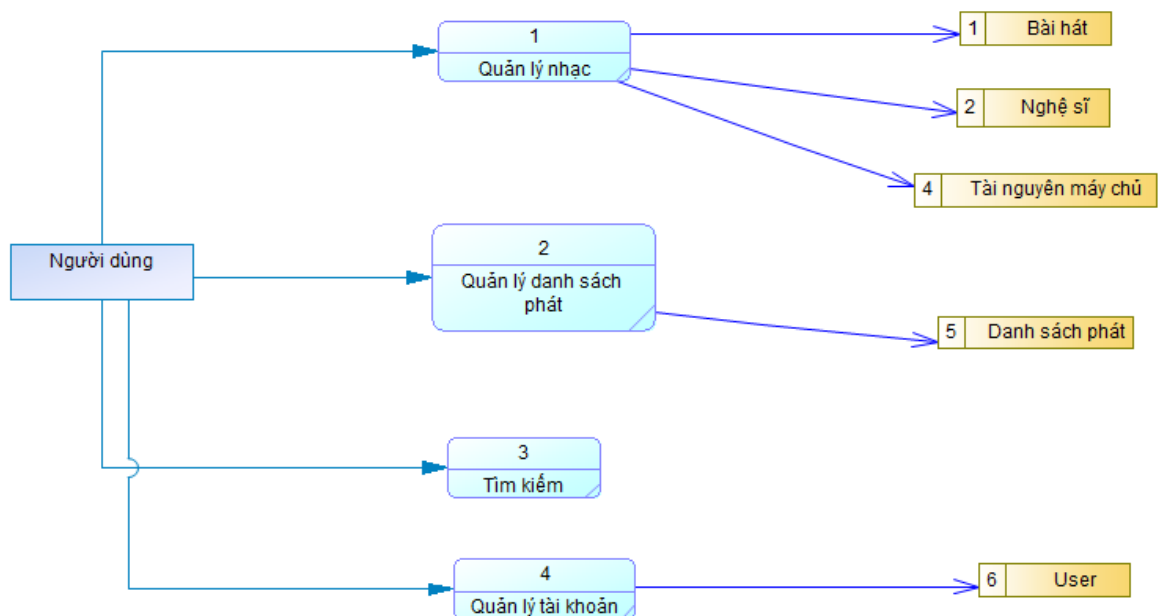 1
Quản lý nhạc
1 Bài hát
2 Nghệ sĩ
4 Tài nguyên máy chủ
Người dùng
2
Quản lý danh sách
phát
5 Danh sách phát
3
Tìm kiếm
4
Quản lý tài khoản
6 User